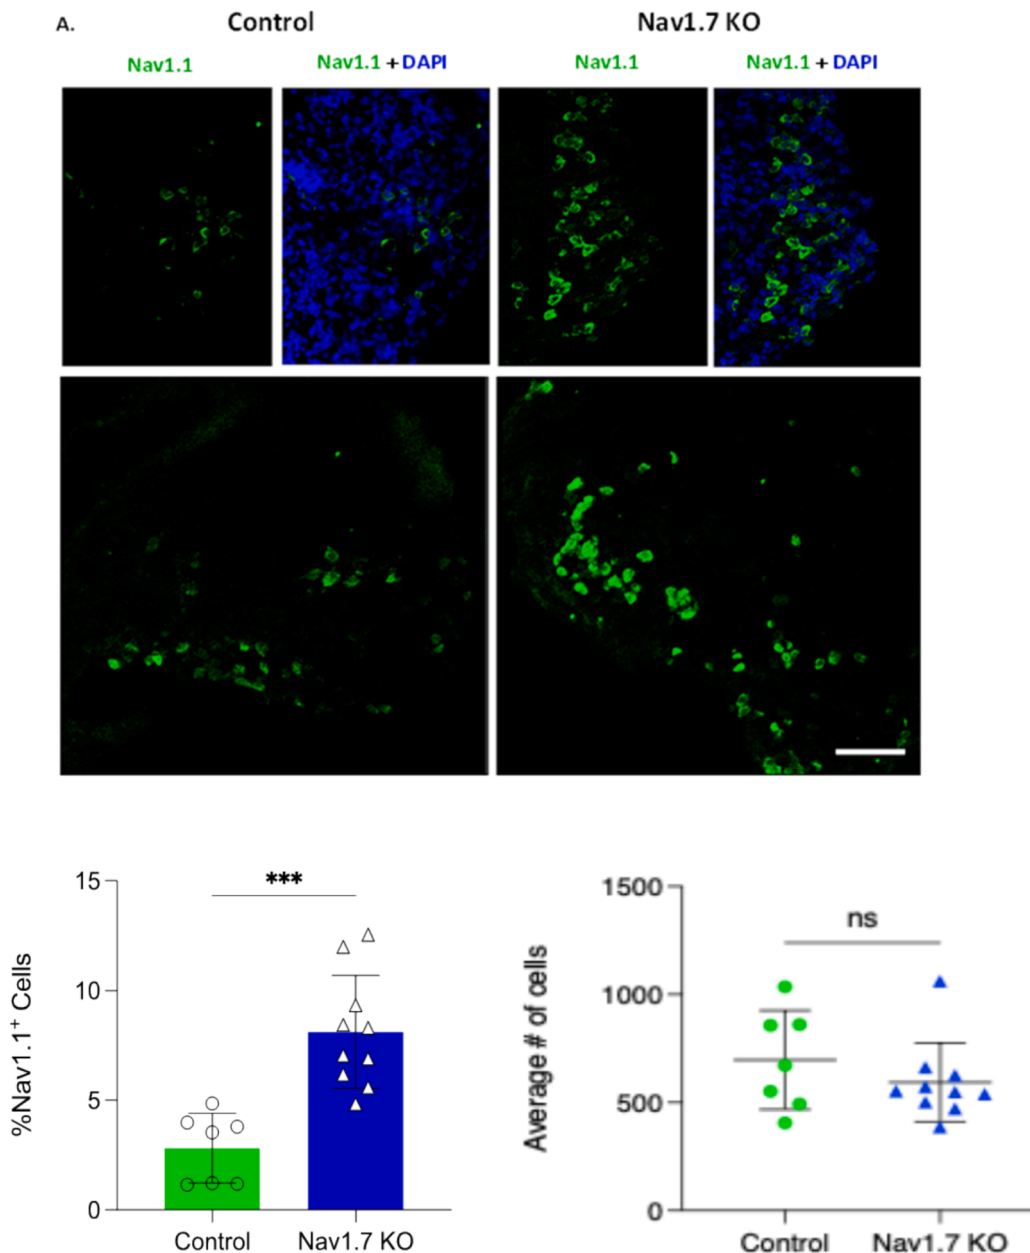 A.
Control
Nav1.7 KO
Nav1.1
Nav1.1 + DAPI
Nav1.1
Nav1.1 + DAPI
15
10
5
0
%Nav1.1⁺ Cells
***
Control
Nav1.7 KO
1500
1000
500
0
Average # of cells
ns
Control
Nav1.7 KO